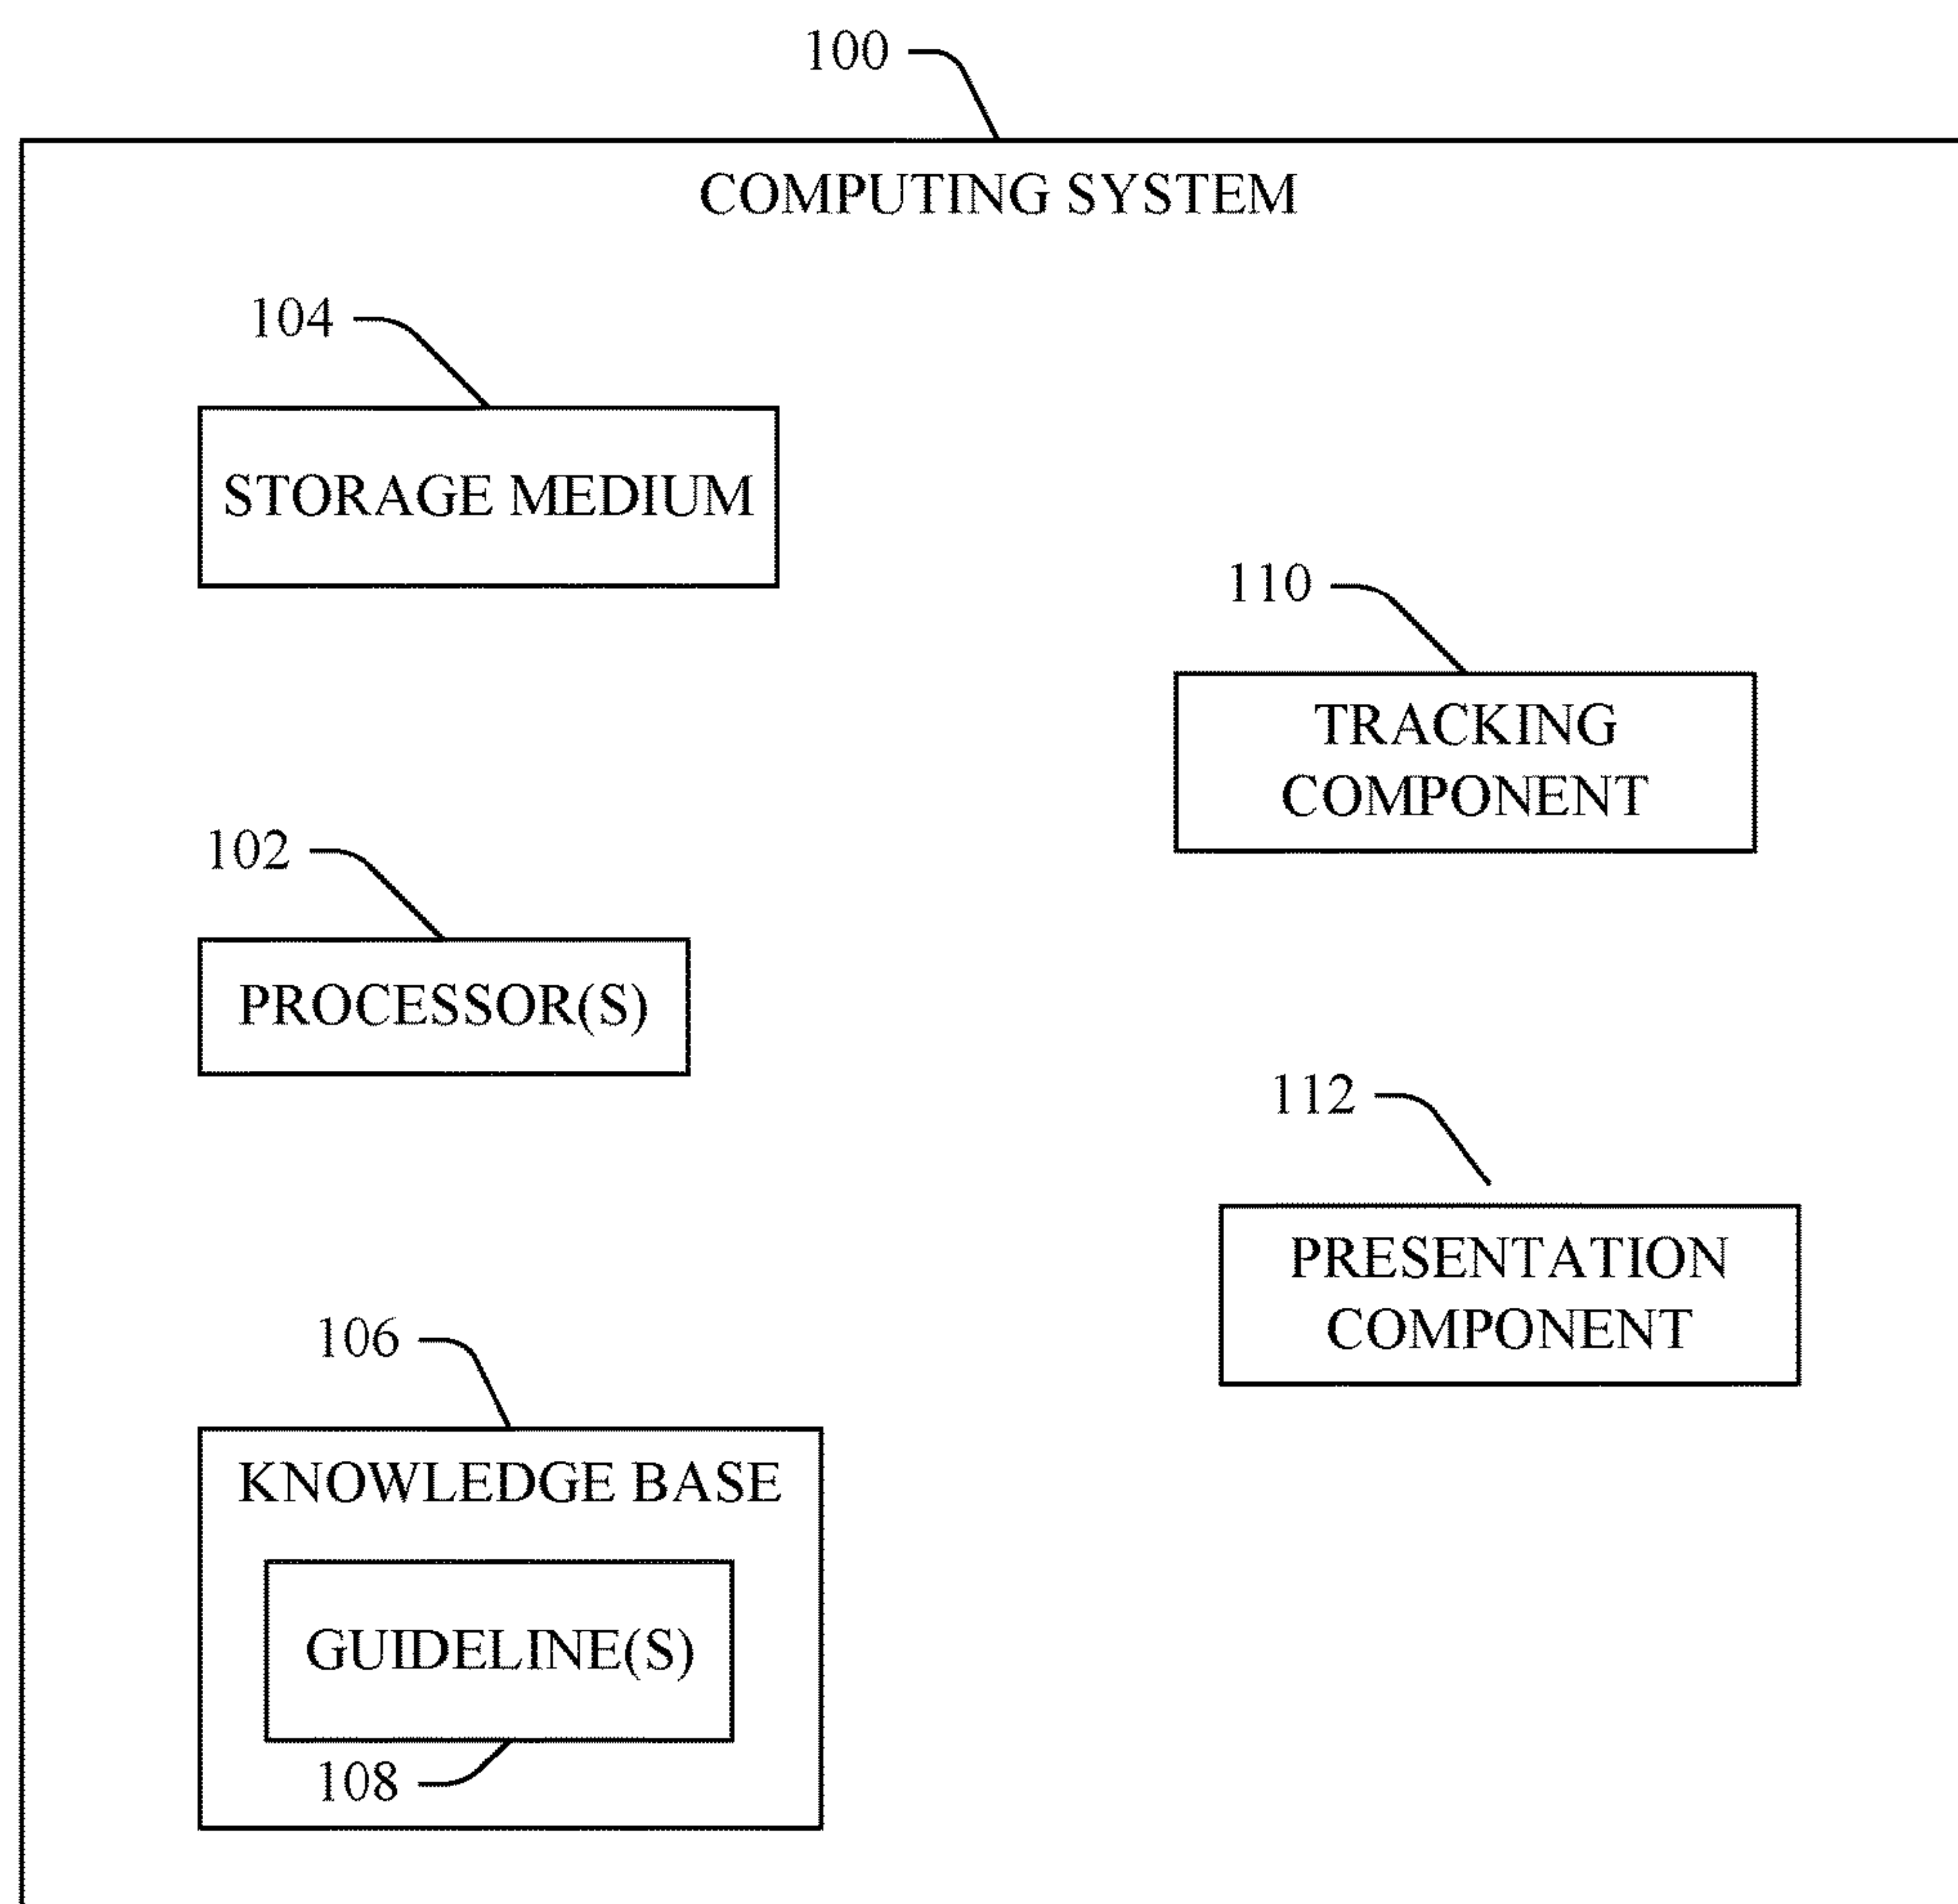 100
COMPUTING SYSTEM
104
STORAGE MEDIUM
110
TRACKING
COMPONENT
102
PROCESSOR(S)
112
PRESENTATION
COMPONENT
106
KNOWLEDGE BASE
GUIDELINE(S)
108